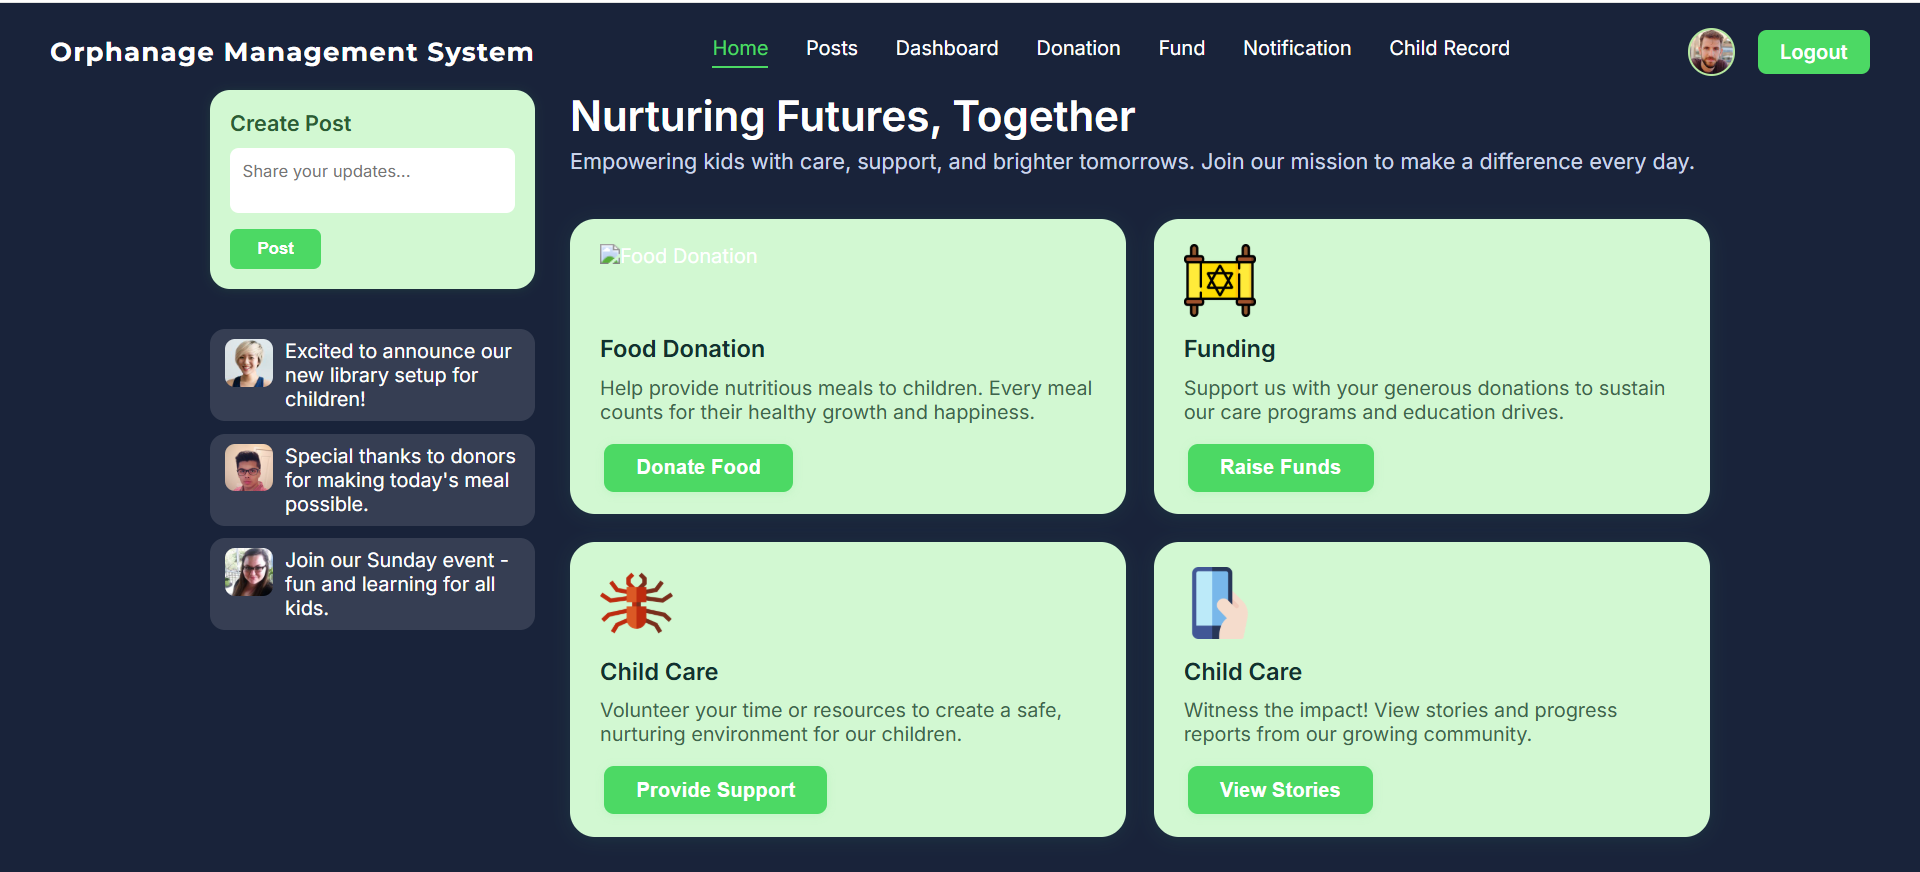 Orphanage Management System
Home
Posts
Dashboard
Donation
Fund
Notification
Child Record
Logout
Create Post
Share your updates...
Post
Excited to announce our
new library setup for
children!
Special thanks to donors
for making today's meal
possible.
Join our Sunday event -
fun and learning for all
kids.
Nurturing Futures, Together
Empowering kids with care, support, and brighter tomorrows. Join our mission to make a difference every day.
Food Donation
Food Donation
Help provide nutritious meals to children. Every meal
counts for their healthy growth and happiness.
Donate Food
Funding
Support us with your generous donations to sustain
our care programs and education drives.
Raise Funds
Child Care
Volunteer your time or resources to create a safe,
nurturing environment for our children.
Provide Support
Child Care
Witness the impact! View stories and progress
reports from our growing community.
View Stories